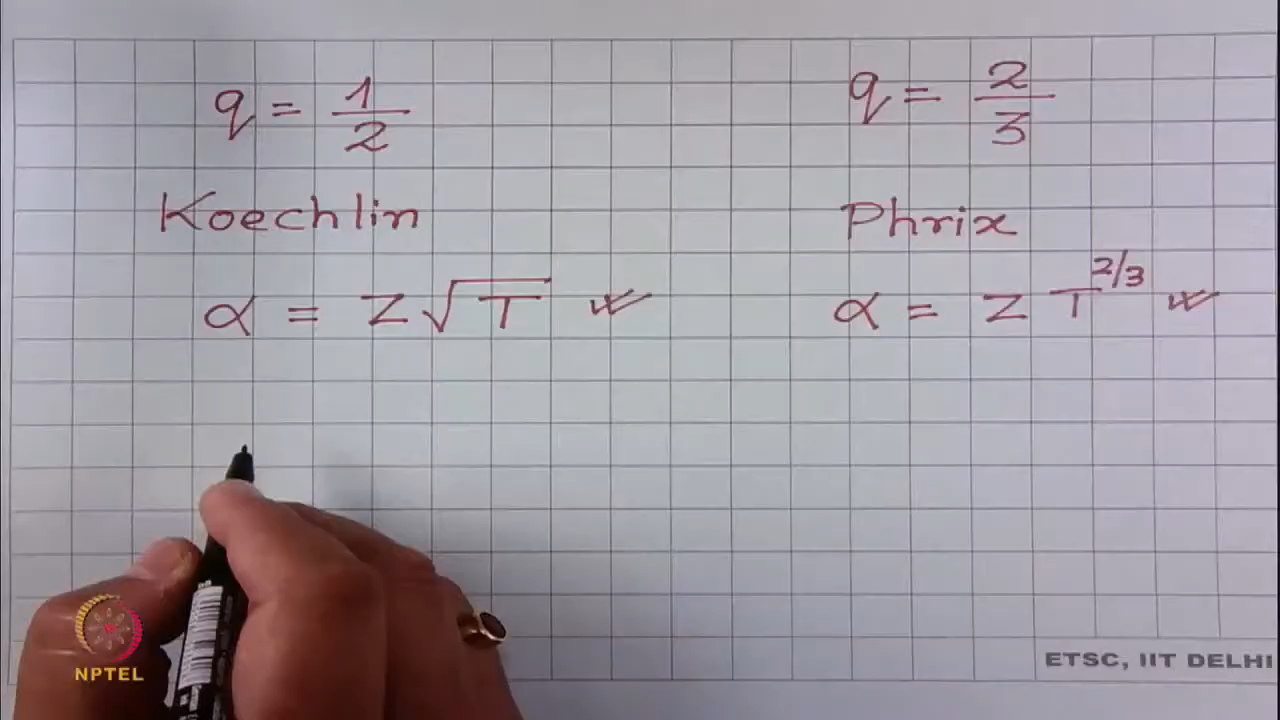 q = 1/2
Koechlin
α = Z √T
q = 2/3
Phrix
α = Z T^2/3
NPTEL
ETSC, IIT DELHI